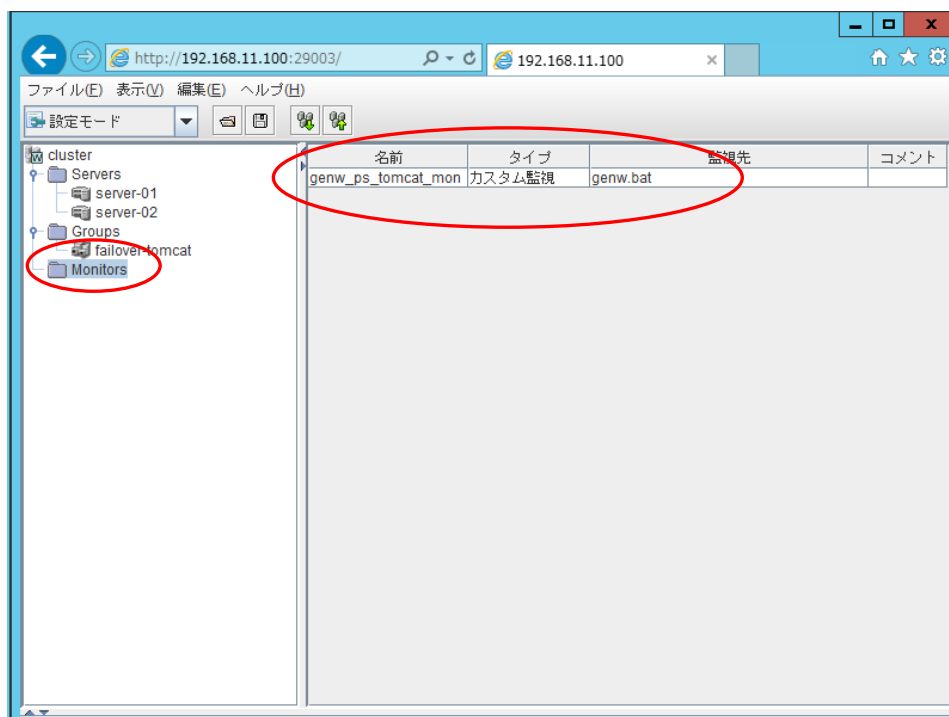 http://192.168.11.100:29003/
192.168.11.100
ファイル(F) 表示(V) 編集(E) ヘルプ(H)
設定モード
cluster
Servers
server-01
server-02
Groups
failover-tomcat
Monitors
名前 タイプ 監視先 コメント
genw_ps_tomcat_mon カスタム監視 genw.bat